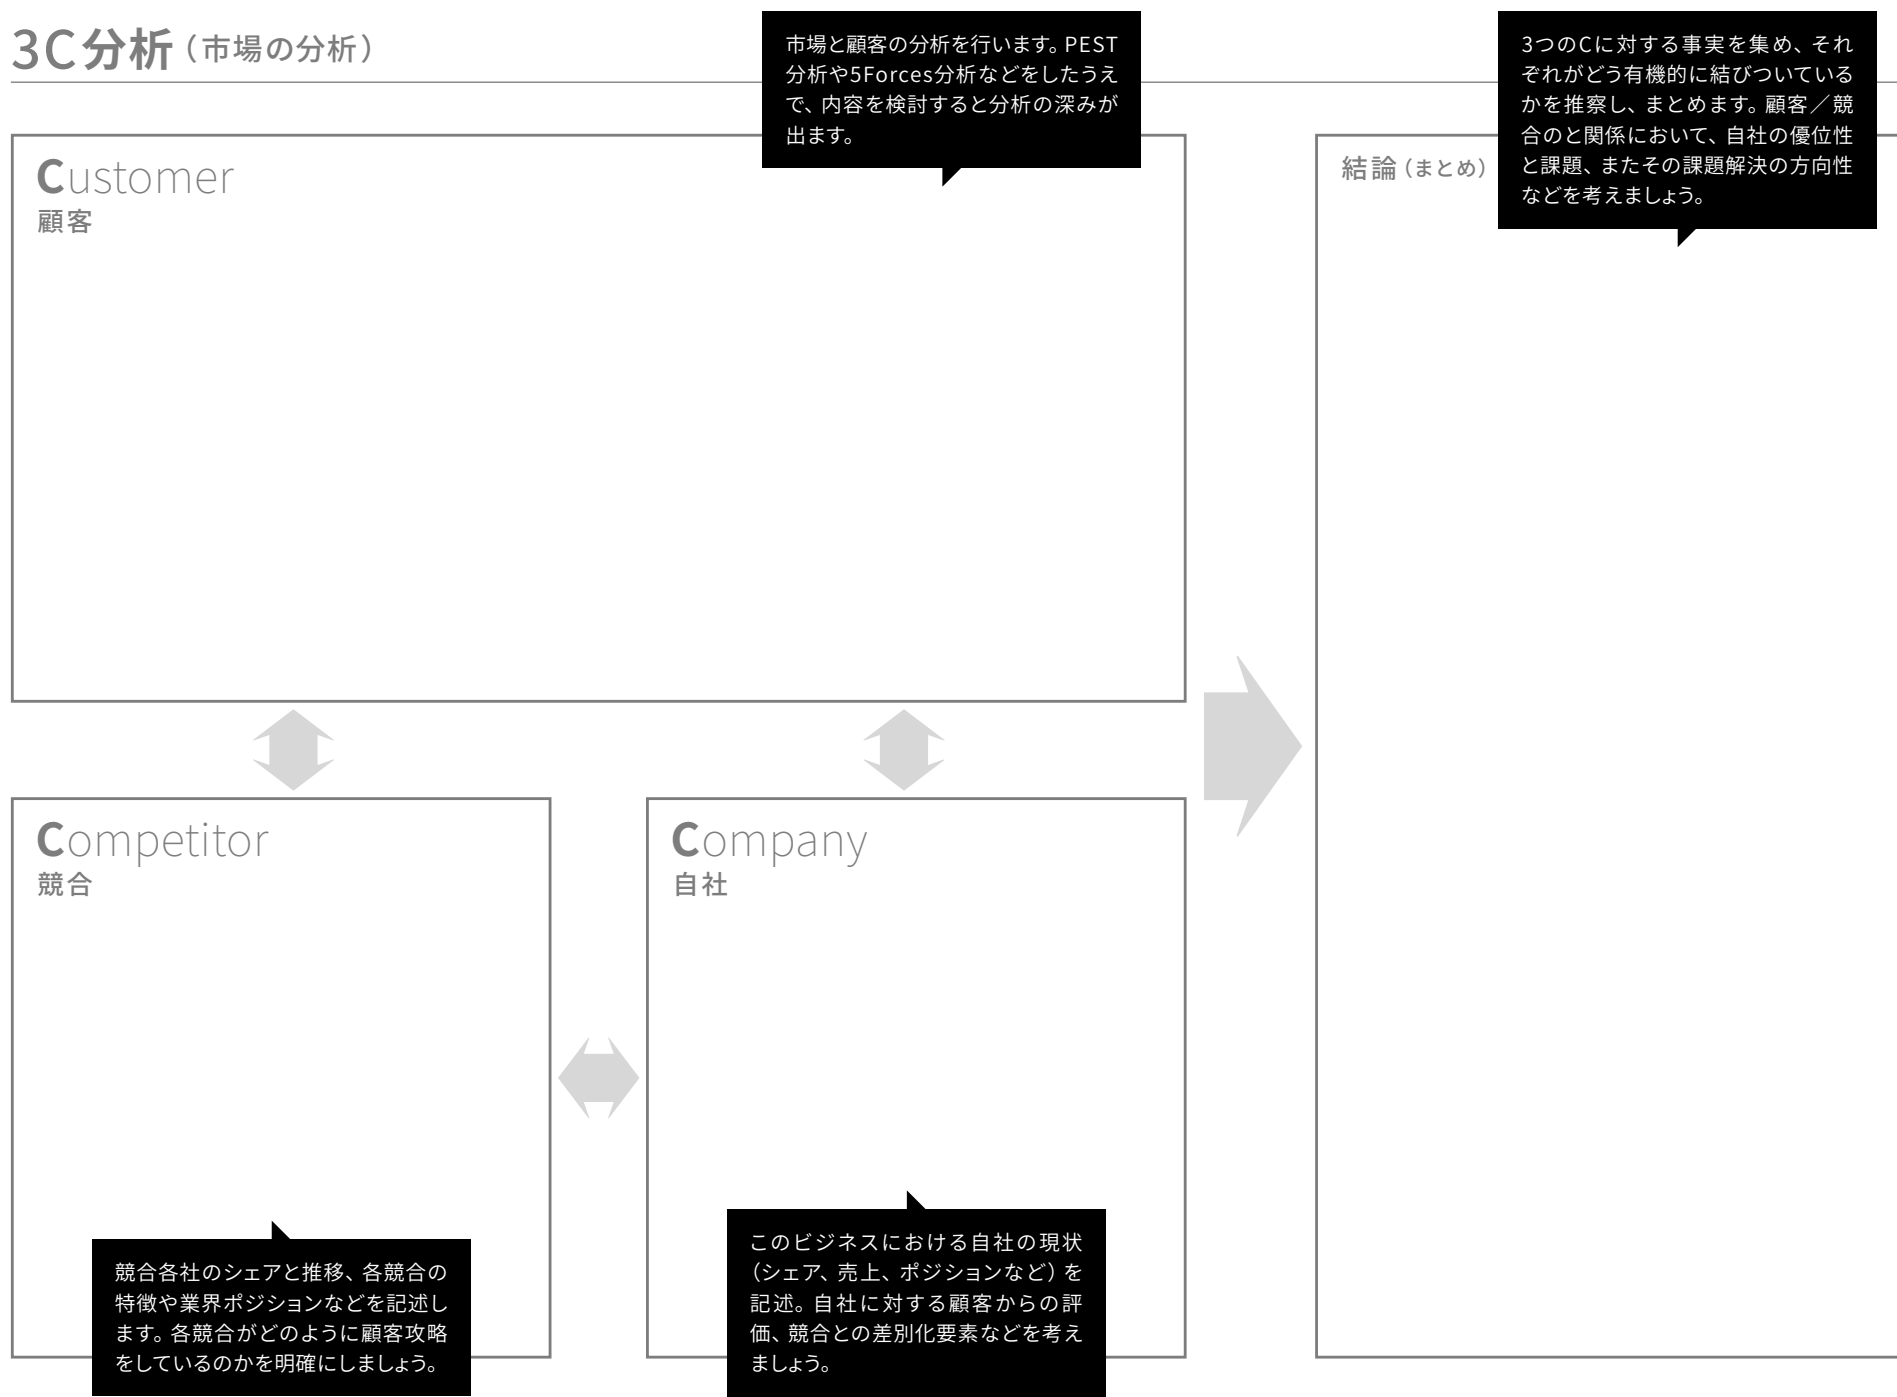 3C分析（市場の分析）
市場と顧客の分析を行います。PEST
分析や5Forces分析などをしたうえ
で、内容を検討すると分析の深みが
出ます。
3つのCに対する事実を集め、それ
ぞれがどう有機的に結びついている
かを推察し、まとめます。顧客／競
合のと関係において、自社の優位性
と課題、またその課題解決の方向性
などを考えましょう。
Customer
顧客
結論（まとめ）
Competitor
競合
Company
自社
競合各社のシェアと推移、各競合の
特徴や業界ポジションなどを記述し
ます。各競合がどのように顧客攻略
をしているのかを明確にしましょう。
このビジネスにおける自社の現状
（シェア、売上、ポジションなど）を
記述。自社に対する顧客からの評
価、競合との差別化要素などを考え
ましょう。